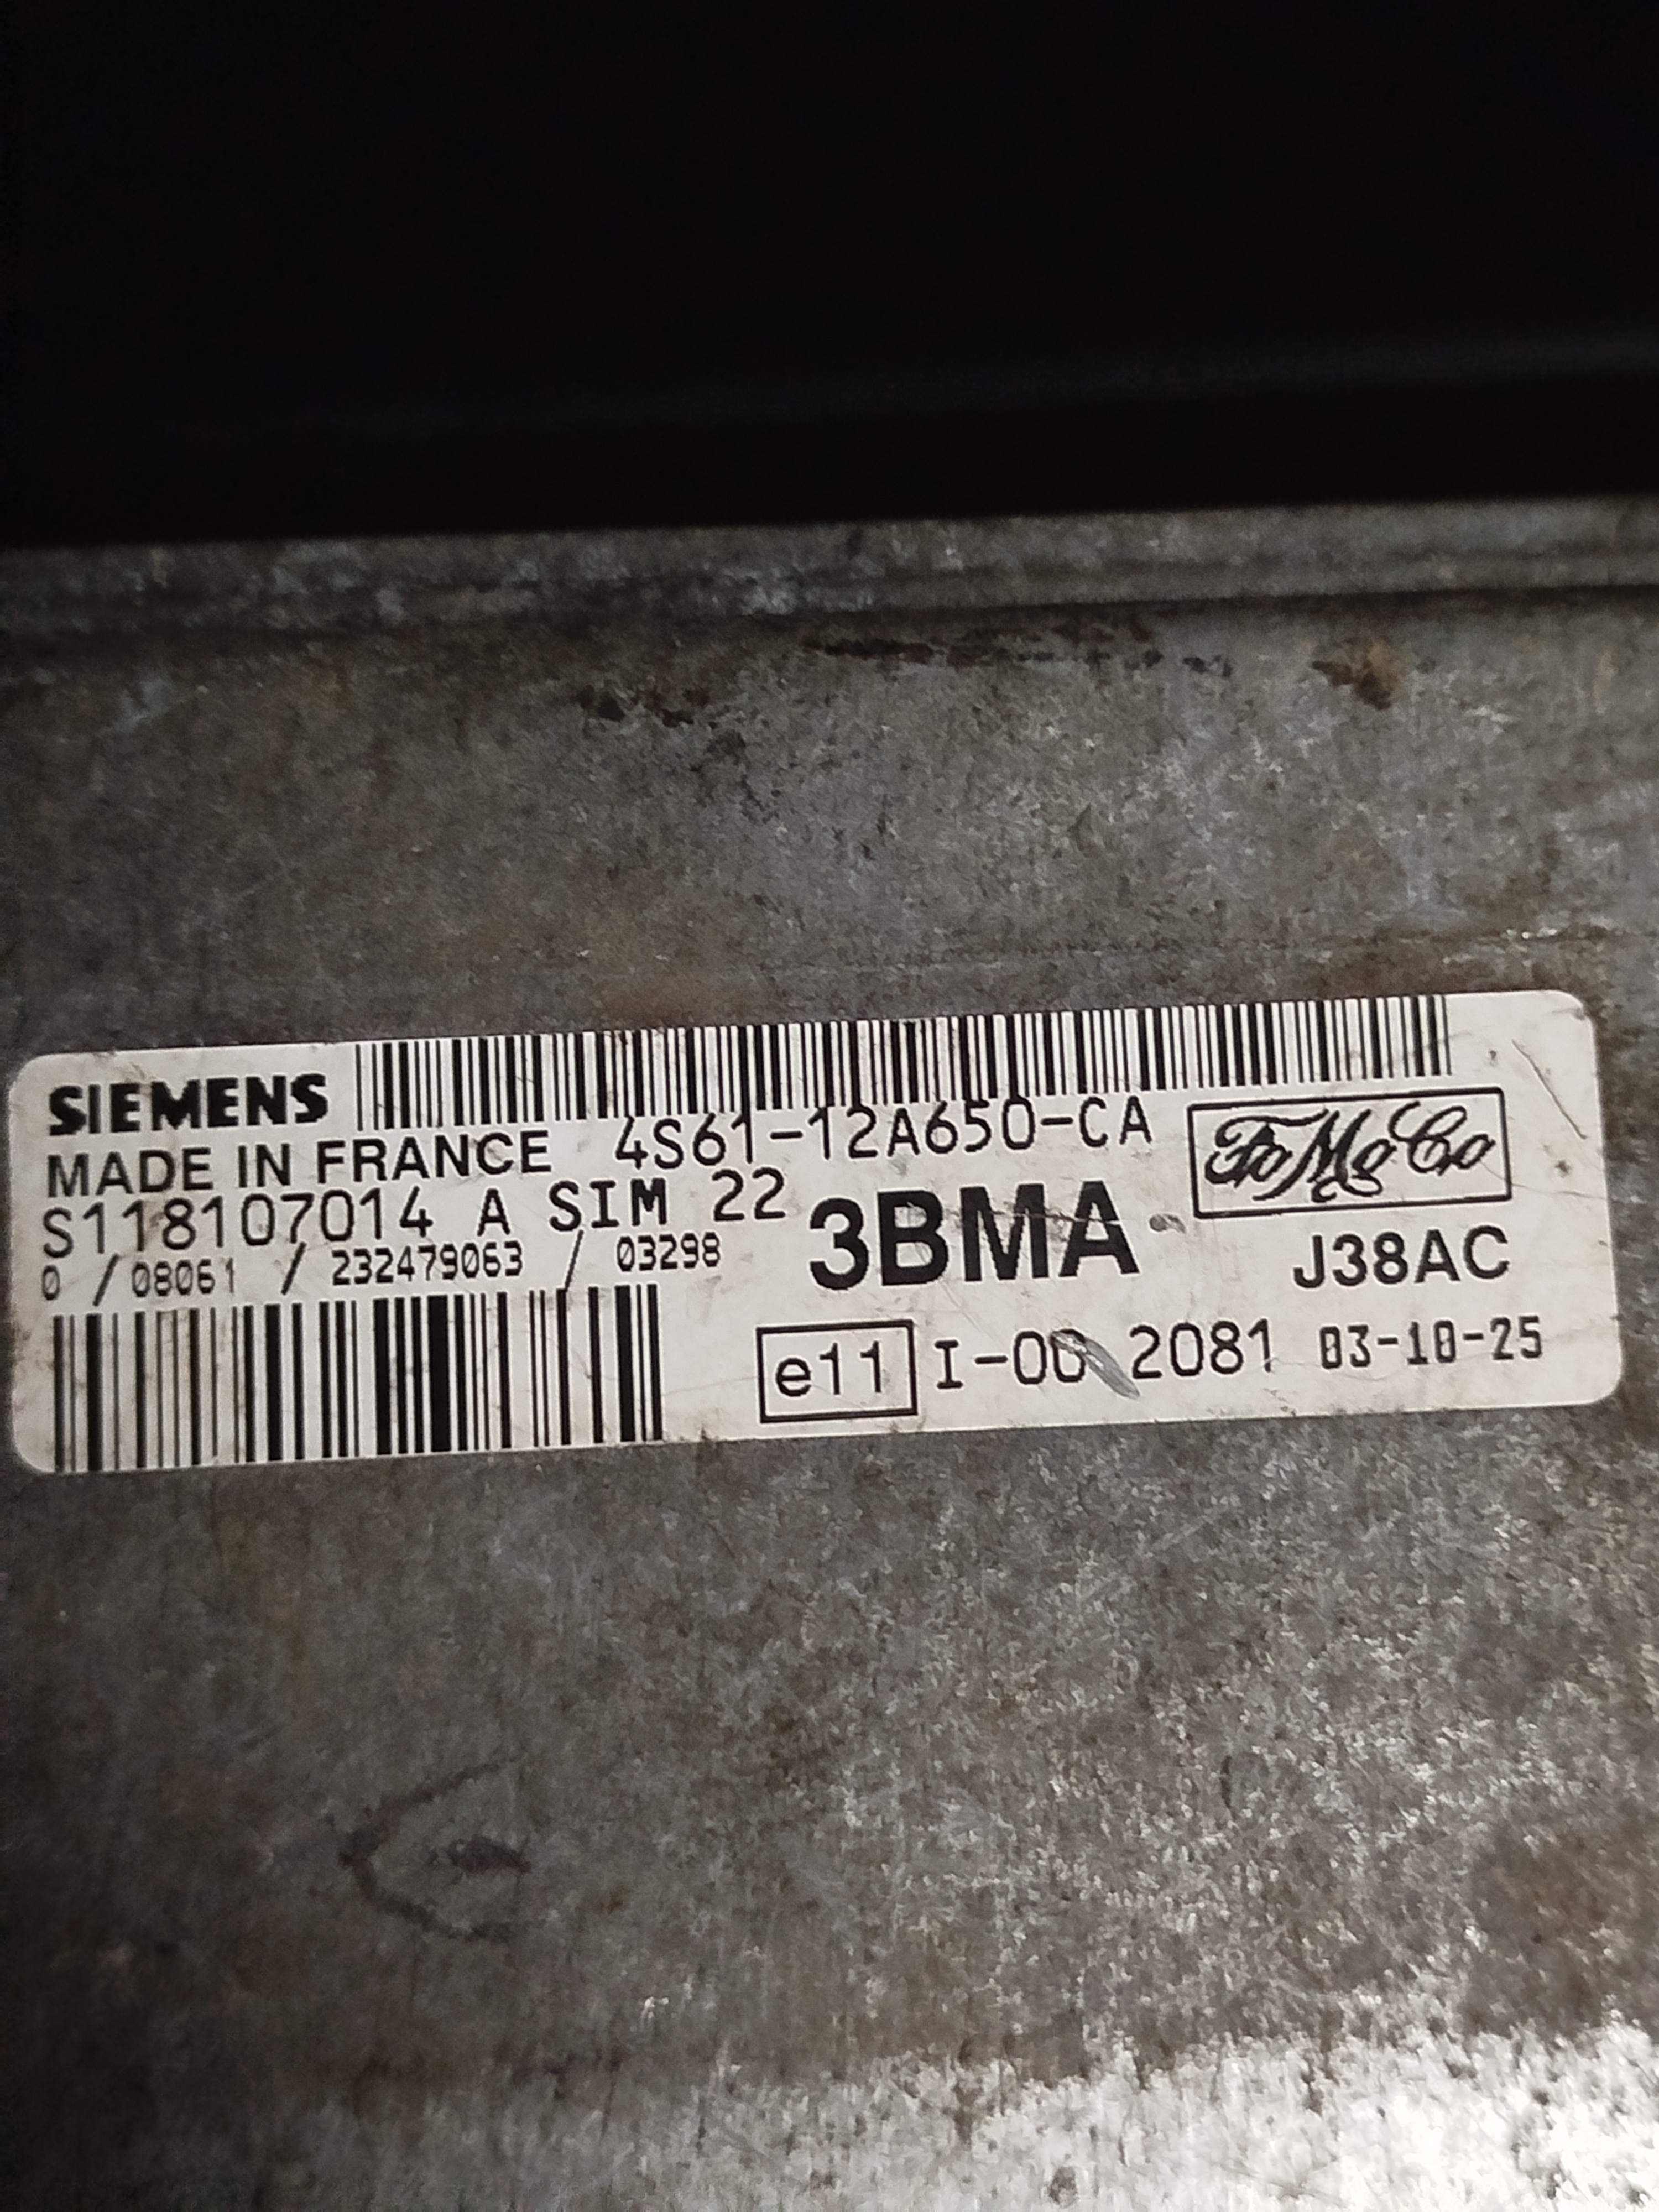 SIEMENS
MADE IN FRANCE 4S61-12A650-CA
FoMoCo
S118107014 A SIM 22
3BMA
J38AC
0 / 08061 / 232479063 / 03298
e11 I-00 2081 03-10-25